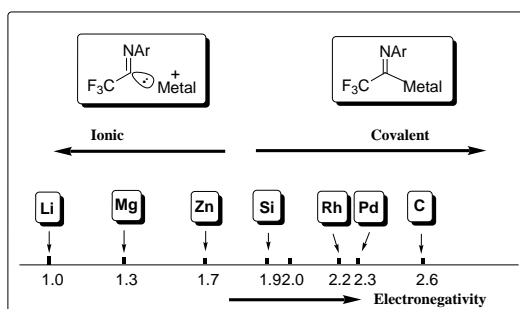 NAr
F3C
+
Metal
NAr
F3C
Metal
Ionic
Covalent
Li
Mg
Zn
Si
Rh
Pd
C
1.0
1.3
1.7
1.92.0
2.2
2.3
2.6
Electronegativity